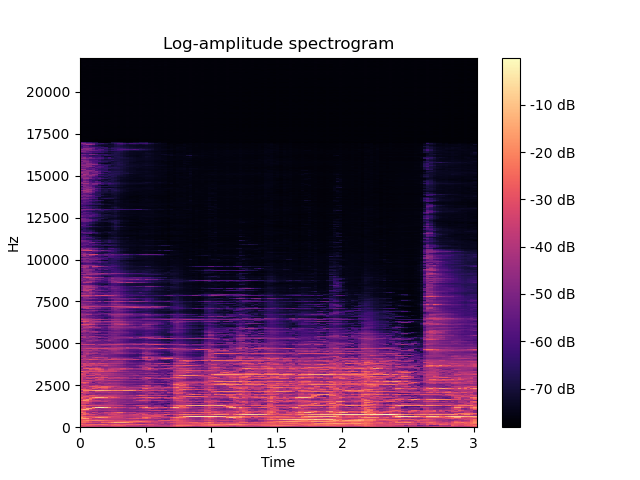 Log-amplitude spectrogram
Hz
20000
17500
15000
12500
10000
7500
5000
2500
0
0 0.5 1 1.5 2 2.5 3
Time
-10 dB
-20 dB
-30 dB
-40 dB
-50 dB
-60 dB
-70 dB